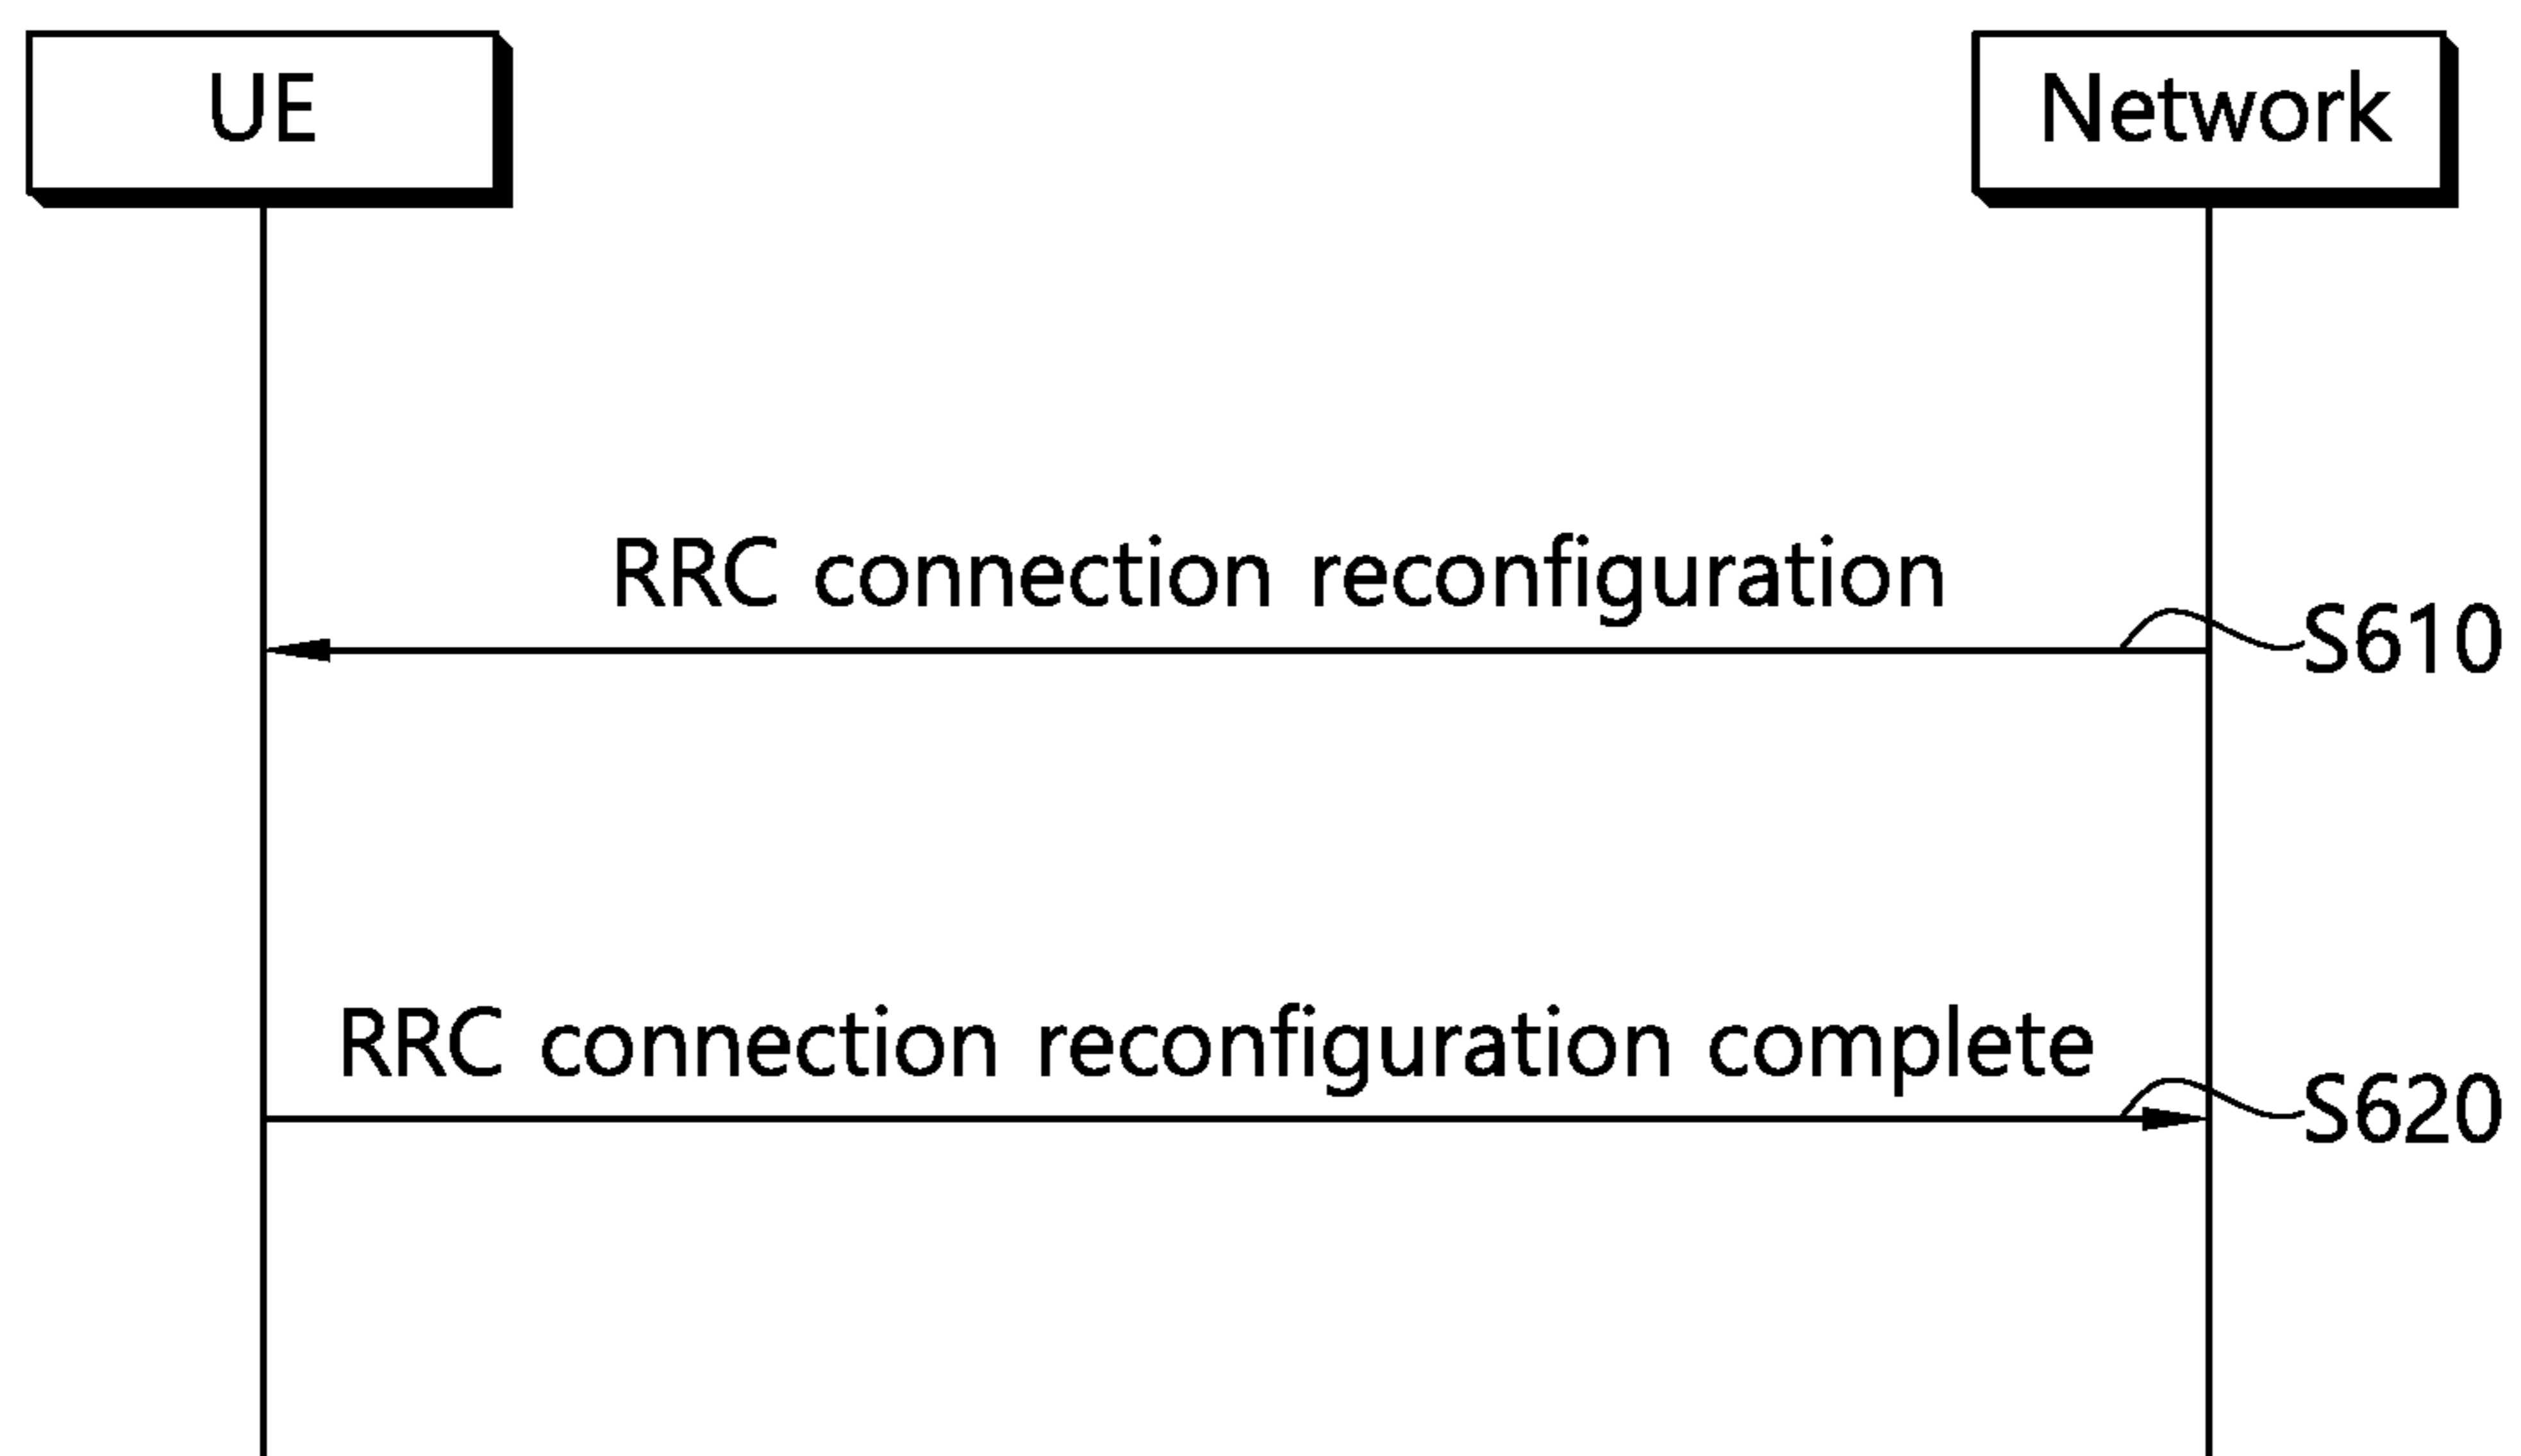 UE
Network
RRC connection reconfiguration
S610
RRC connection reconfiguration complete
S620